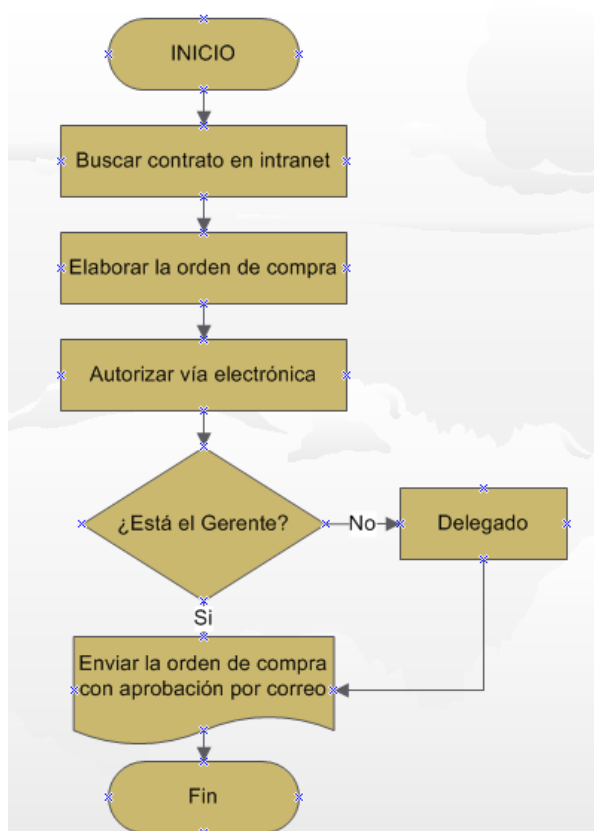 INICIO
Buscar contrato en intranet
Elaborar la orden de compra
Autorizar vía electrónica
¿Está el Gerente?
No
Delegado
Si
Enviar la orden de compra
con aprobación por correo
Fin